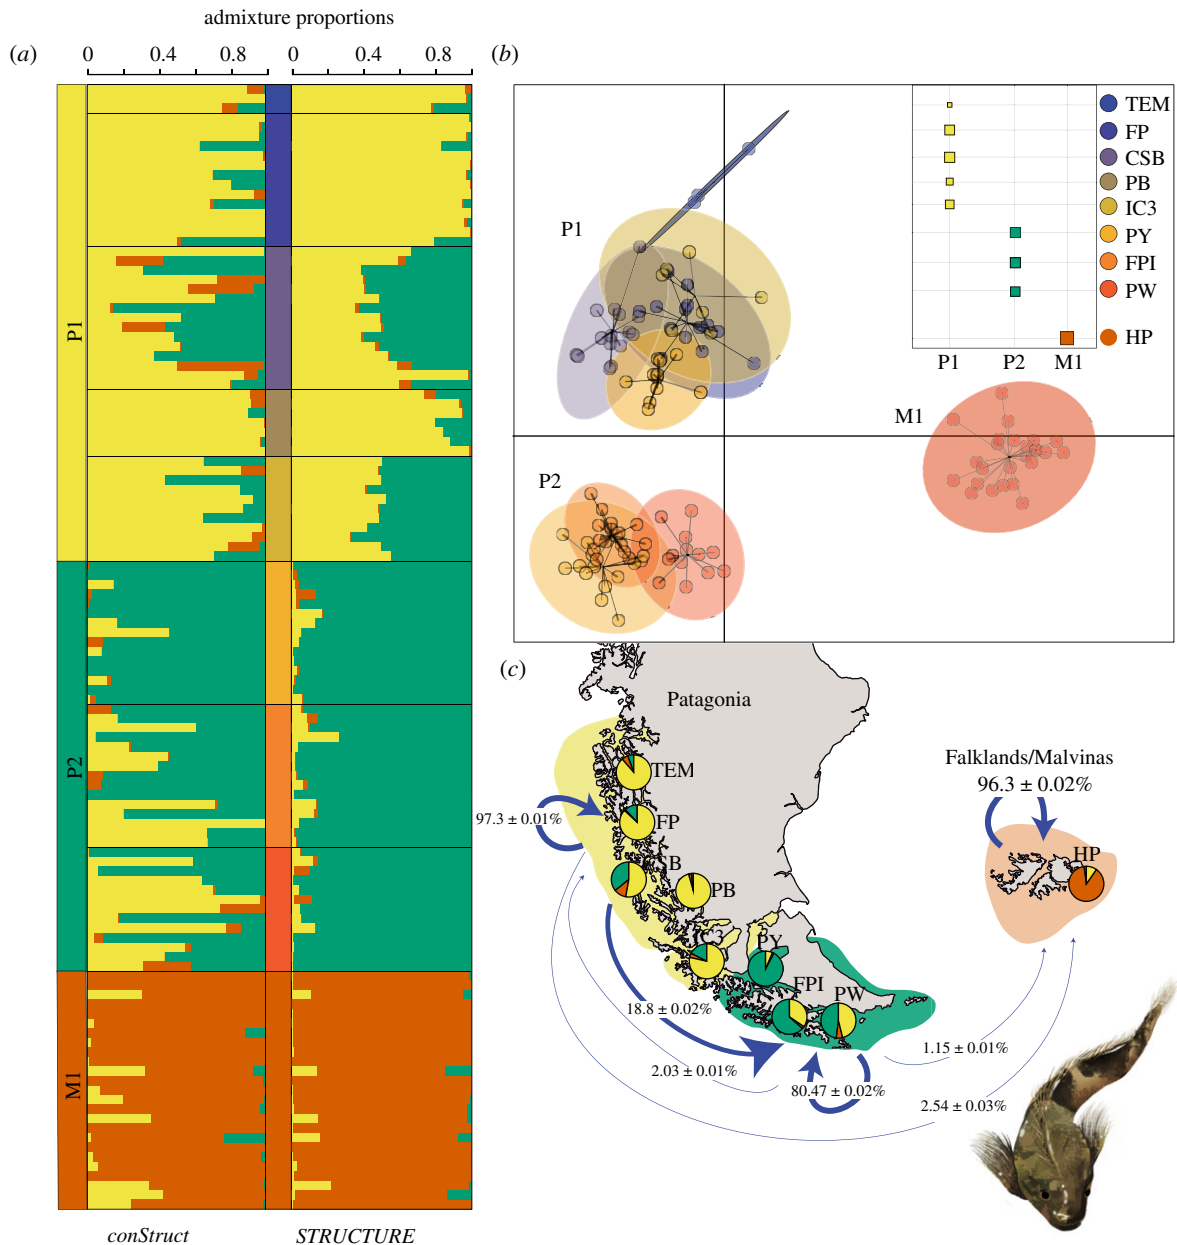 admixture proportions
(a)
0 0.4 0.8 0 0.4 0.8
P1
P2
M1
conStruct STRUCTURE
(b)
P1
P2
M1
TEM
FP
CSB
PB
IC3
PY
FPI
PW
HP
P1 P2 M1
(c)
Patagonia
Falklands/Malvinas
96.3 ± 0.02%
TEM
97.3 ± 0.01%
FP
CSB
PB
HP
IC3
PY
FPI
PW
18.8 ± 0.02%
2.03 ± 0.01%
80.47 ± 0.02%
1.15 ± 0.01%
2.54 ± 0.03%